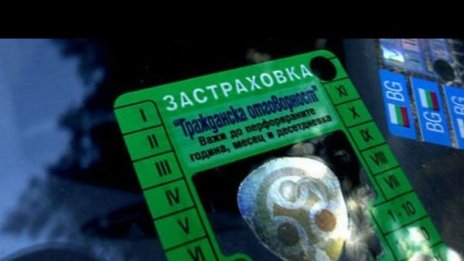 ЗАСТРАХОВКА
"Гражданска отговорност"
Важи до перфорираните
година, месец и десетдневка
I
II
III
IV
V
VI
XI
X
IX
VIII
VII
1-10
BG
BG
BG